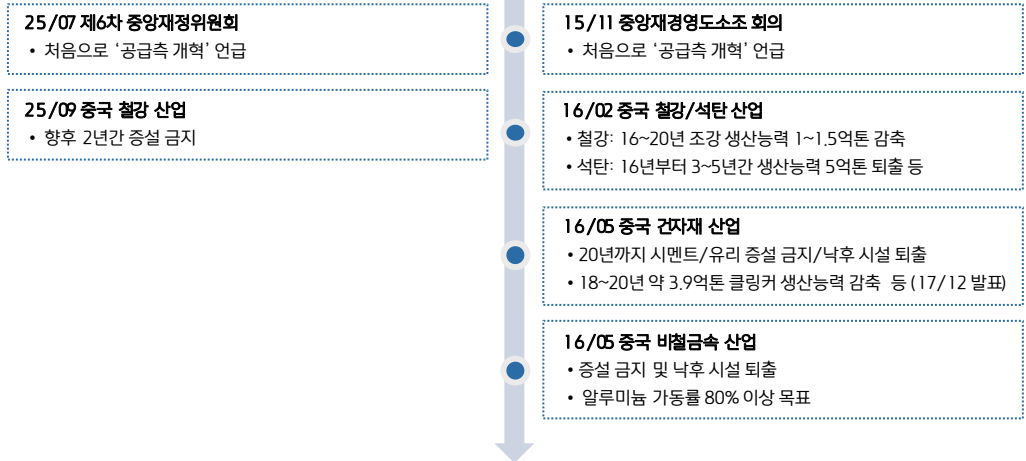 25/07 제6차 중앙재정위원회
• 처음으로 ‘공급측 개혁’ 언급
25/09 중국 철강 산업
• 향후 2년간 증설 금지
15/11 중앙재경영도소조 회의
• 처음으로 ‘공급측 개혁’ 언급
16/02 중국 철강/석탄 산업
• 철강: 16~20년 조강 생산능력 1~1.5억톤 감축
• 석탄: 16년부터 3~5년간 생산능력 5억톤 퇴출 등
16/05 중국 건자재 산업
• 20년까지 시멘트/유리 증설 금지/낙후 시설 퇴출
• 18~20년 약 3.9억톤 클링커 생산능력 감축 등 (17/12 발표)
16/05 중국 비철금속 산업
• 증설 금지 및 낙후 시설 퇴출
• 알루미늄 가동률 80% 이상 목표